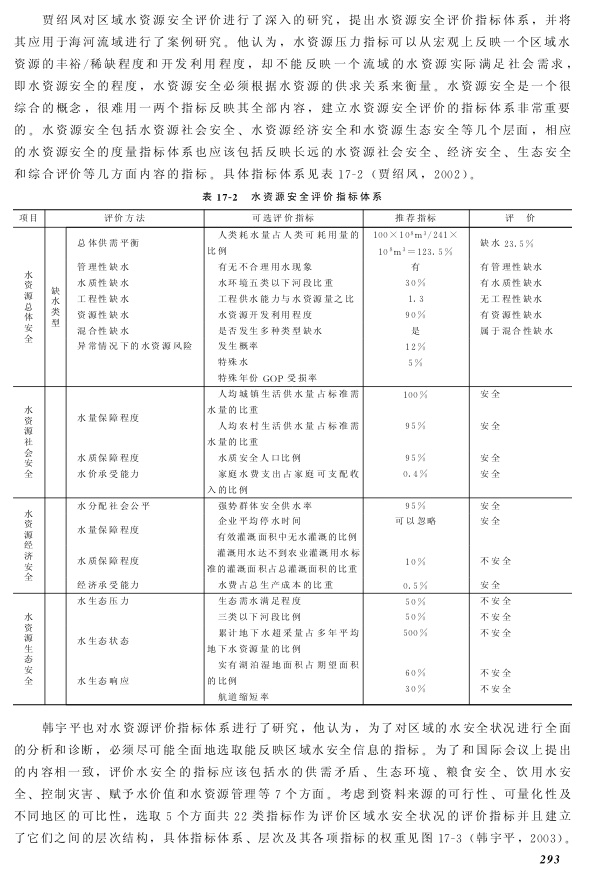 贾绍凤对区域水资源安全评价进行了深入的研究，提出水资源安全评价指标体系，并将
其应用于海河流域进行了案例研究。他认为，水资源压力指标可以从宏观上反映一个区域水
资源的丰裕/稀缺程度和开发利用程度，却不能反映一个流域的水资源实际满足社会需求，
即水资源安全的程度，水资源安全必须根据水资源的供求关系来衡量。水资源安全是一个很
综合的概念，很难用一两个指标反映其全部内容，建立水资源安全评价的指标体系非常重要
的。水资源安全包括水资源社会安全、水资源经济安全和水资源生态安全等几个层面，相应
的水资源安全的度量指标体系也应该包括反映长远的水资源社会安全、经济安全、生态安全
和综合评价等几方面内容的指标。具体指标体系见表 17-2（贾绍凤，2002）。
表 17-2 水资源安全评价指标体系
项目 评价方法 可选评价指标 推荐指标 评 价
水资源总体安全
缺水类型
总体供需平衡 人类耗水量占人类可耗用量的 100×10⁸m³/241× 缺水 23.5%
比例 10⁸m³=123.5%
管理性缺水 有无不合理用水现象 有 有管理性缺水
水质性缺水 水环境五类以下河段比重 30% 有水质性缺水
工程性缺水 工程供水能力与水资源量之比 1.3 无工程性缺水
资源性缺水 水资源开发利用程度 90% 有资源性缺水
混合性缺水 是否发生多种类型缺水 是 属于混合性缺水
异常情况下的水资源风险 发生概率 12%
特殊水 5%
特殊年份 GOP 受损率
水资源社会安全
水量保障程度
人均城镇生活供水量占标准需 100% 安全
水量的比重
人均农村生活供水量占标准需 95% 安全
水量的比重
水质保障程度 水质安全人口比例 95% 安全
水价承受能力 家庭水费支出占家庭可支配收 0.4% 安全
入的比例
水资源经济安全
水分配社会公平 强势群体安全供水率 95% 安全
水量保障程度
企业平均停水时间 可以忽略 安全
有效灌溉面积中无水灌溉的比例
水质保障程度
灌溉用水达不到农业灌溉用水标 10% 不安全
准的灌溉面积占总灌溉面积的比重
经济承受能力 水费占总生产成本的比重 0.5% 安全
水资源生态安全
水生态压力 生态需水满足程度 50% 不安全
水生态状态
三类以下河段比例 50% 不安全
累计地下水超采量占多年平均 500% 不安全
地下水资源量的比例
水生态响应
实有湖泊湿地面积占期望面积 60% 不安全
的比例
航道缩短率 30% 不安全
韩宇平也对水资源评价指标体系进行了研究，他认为，为了对区域的水安全状况进行全面
的分析和诊断，必须尽可能全面地选取能反映区域水安全信息的指标。为了和国际会议上提出
的内容相一致，评价水安全的指标应该包括水的供需矛盾、生态环境、粮食安全、饮用水安
全、控制灾害、赋予水价值和水资源管理等 7 个方面。考虑到资料来源的可行性、可量化性及
不同地区的可比性，选取 5 个方面共 22 类指标作为评价区域水安全状况的评价指标并且建立
了它们之间的层次结构，具体指标体系、层次及其各项指标的权重见图 17-3（韩宇平，2003）。
293